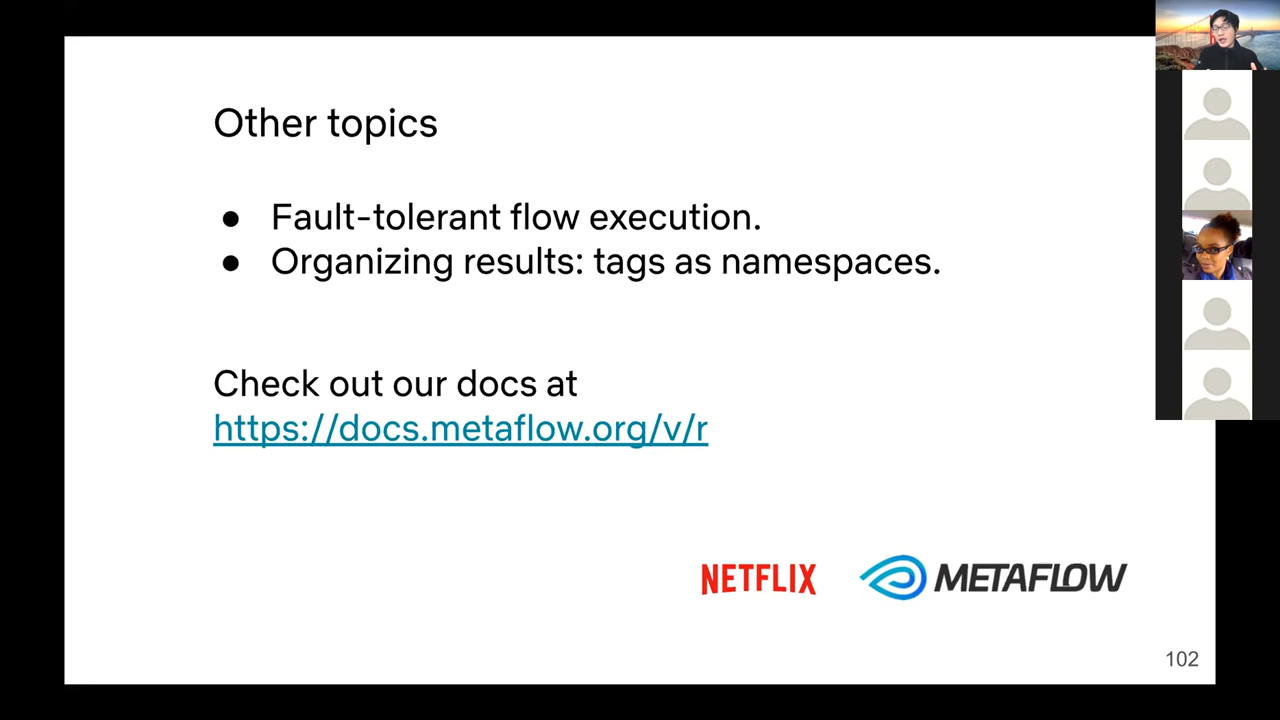 Other topics
● Fault-tolerant flow execution.
● Organizing results: tags as namespaces.
Check out our docs at
https://docs.metaflow.org/v/r
NETFLIX METAFLOW
102